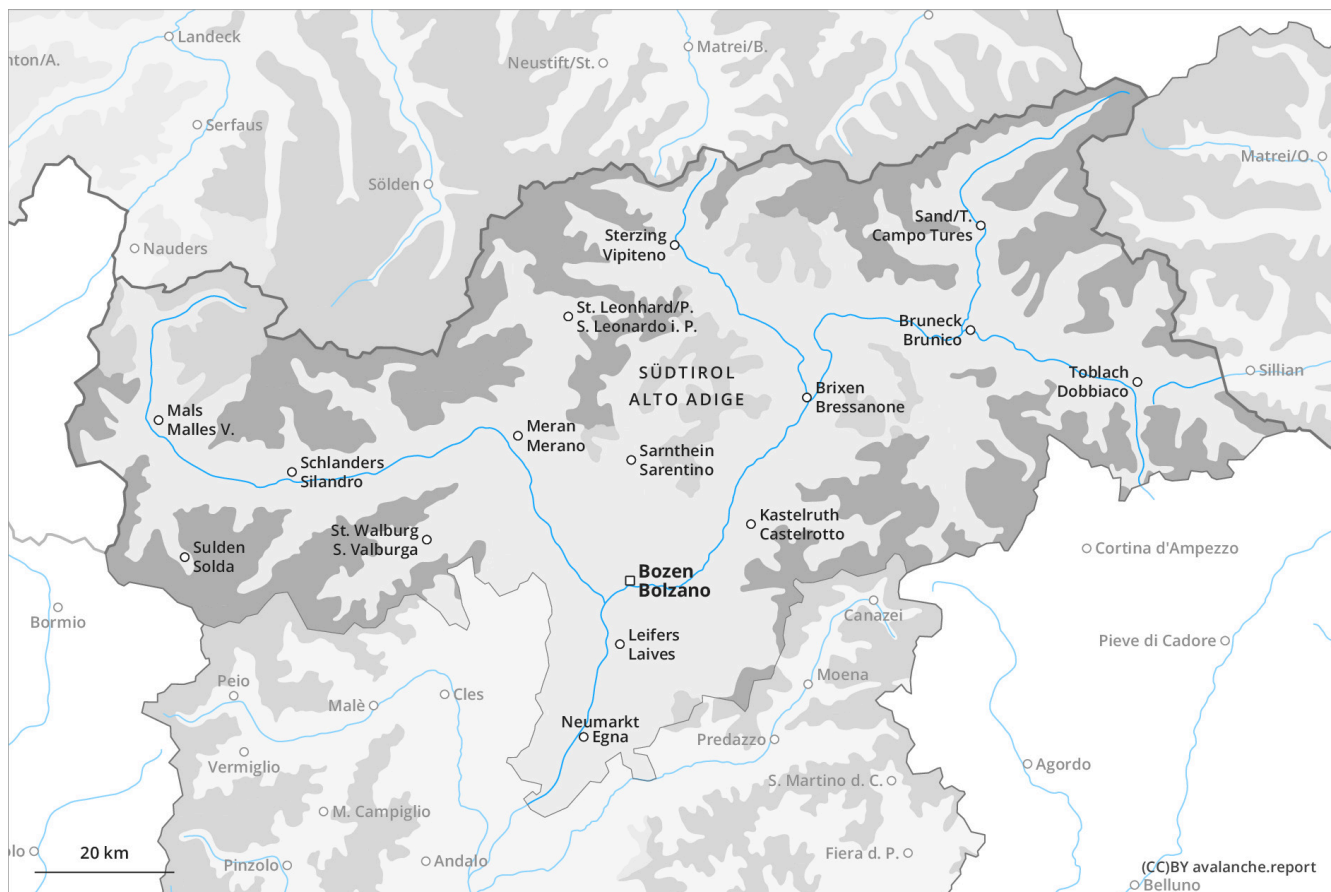 Landeck
nton/A.
Matrei/B.
Neustift/St.
Serfaus
Matrei/O.
Sölden
Nauders
Sand/T.
Campo Tures
Sterzing
Vipiteno
St. Leonhard/P.
S. Leonardo i. P.
Bruneck
Brunico
SÜDTIROL
ALTO ADIGE
Toblach
Dobbiaco
Sillian
Brixen
Bressanone
Mals
Malles V.
Meran
Merano
Sarnthein
Sarentino
Schlanders
Silandro
Kastelruth
Castelrotto
St. Walburg
S. Valburga
Sulden
Solda
Cortina d'Ampezzo
Bozen
Bolzano
Bormio
Canazei
Leifers
Laives
Pieve di Cadore
Peio
Moena
Malè
Cles
Neumarkt
Egna
Predazzo
Vermiglio
Agordo
S. Martino d. C.
M. Campiglio
olo
20 km
Pinzolo
Andalo
Fiera d. P.
(CC)BY avalanche.report
Belluno